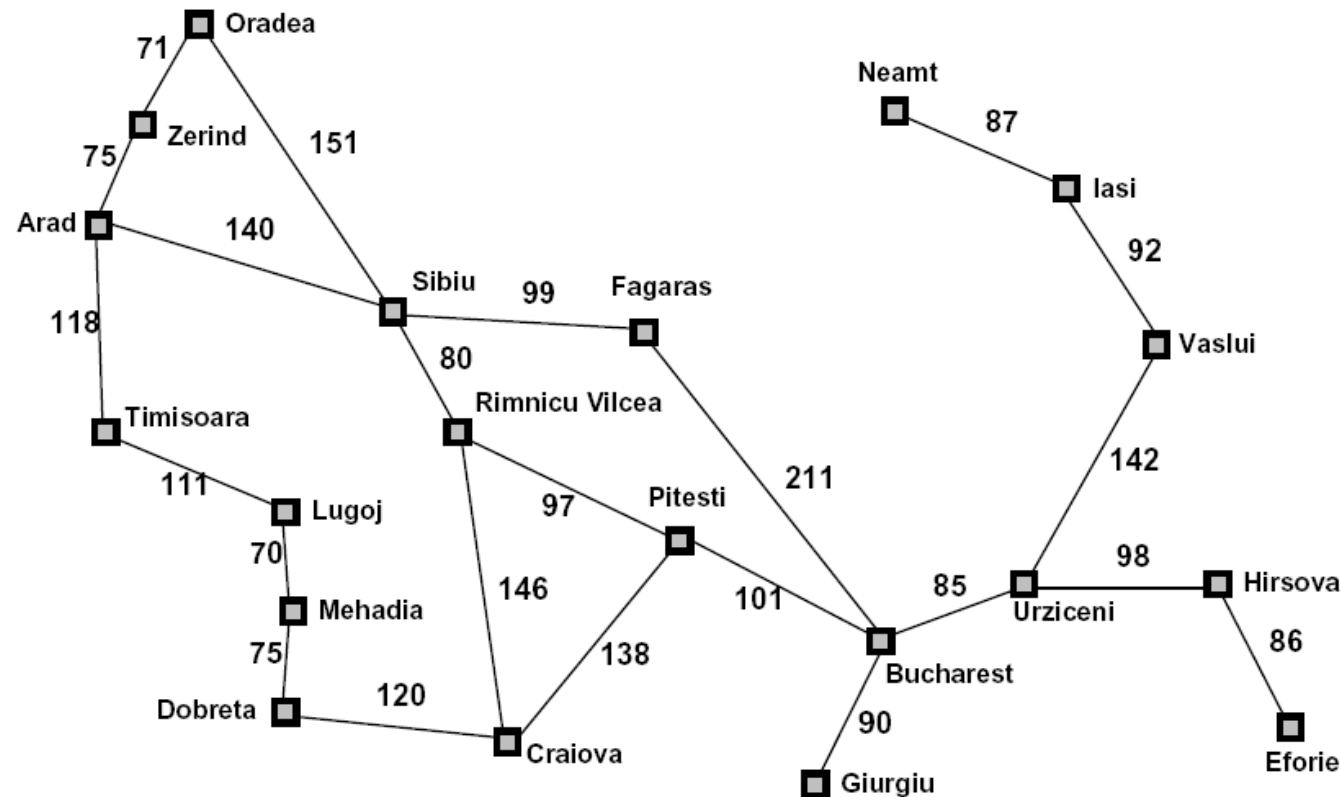 Oradea
71
Neamt
87
Zerind
151
75
Iasi
Arad
140
92
Sibiu
99
Fagaras
118
80
Vaslui
Rimnicu Vilcea
Timisoara
142
111
211
Pitesti
Lugoj
97
70
98
146
85
Hirsova
101
Mehadia
Urziceni
75
138
86
Bucharest
120
Dobreta
90
Craiova
Eforie
Giurgiu